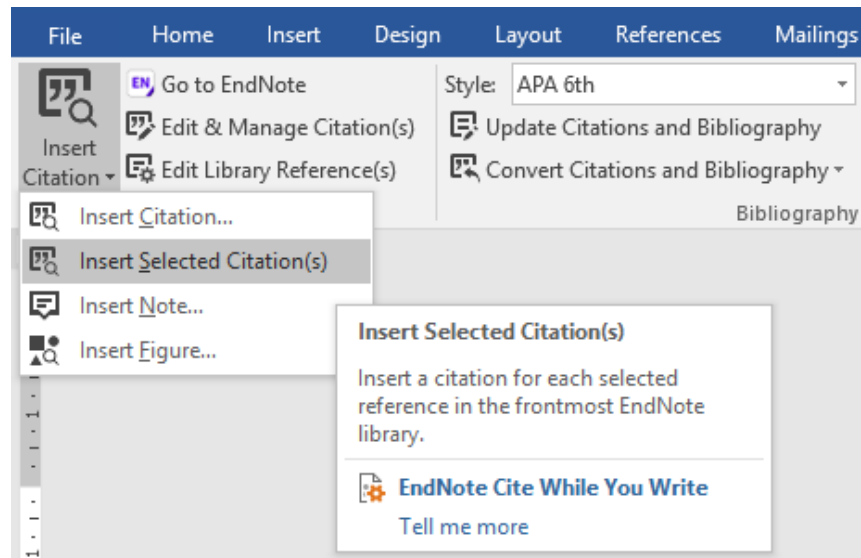 File Home Insert Design Layout References Mailings
Insert
Citation
EN Go to EndNote
Edit & Manage Citation(s)
Edit Library Reference(s)
Style: APA 6th
Update Citations and Bibliography
Convert Citations and Bibliography
Bibliography
Insert Citation...
Insert Selected Citation(s)
Insert Note...
Insert Figure...
Insert Selected Citation(s)
Insert a citation for each selected
reference in the frontmost EndNote
library.
EndNote Cite While You Write
Tell me more
1
1